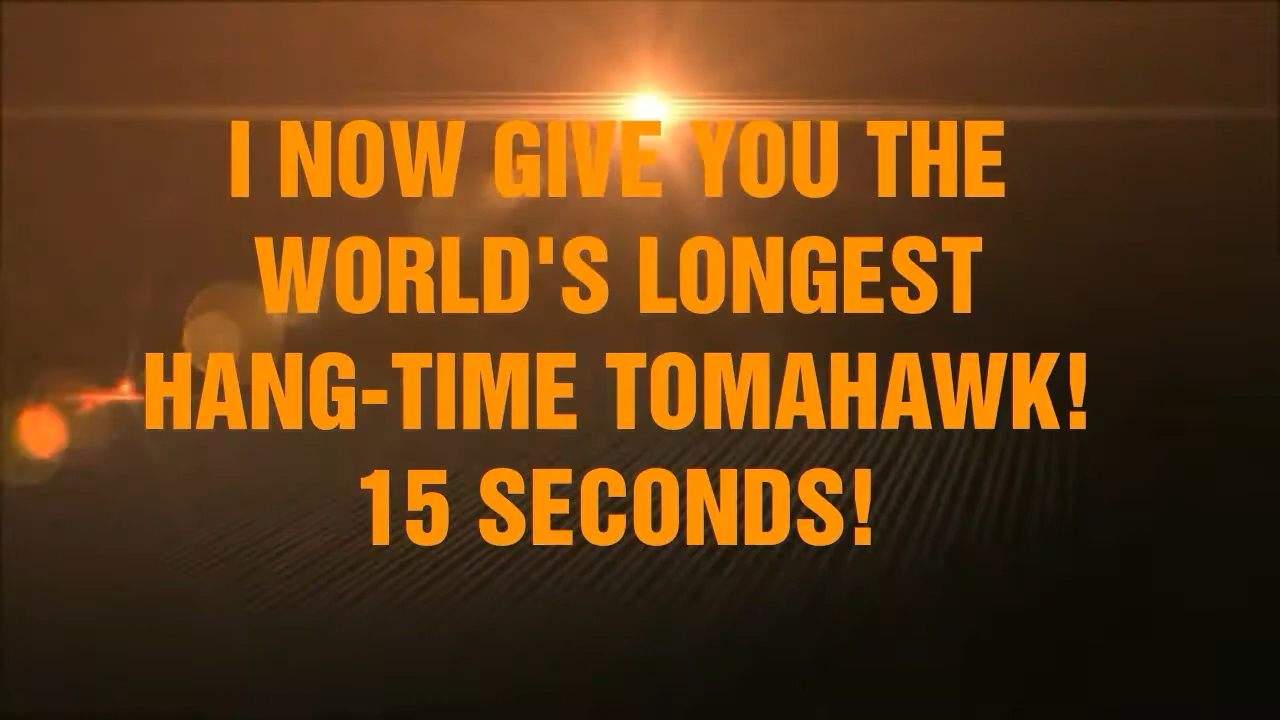 I NOW GIVE YOU THE
WORLD'S LONGEST
HANG-TIME TOMAHAWK!
15 SECONDS!